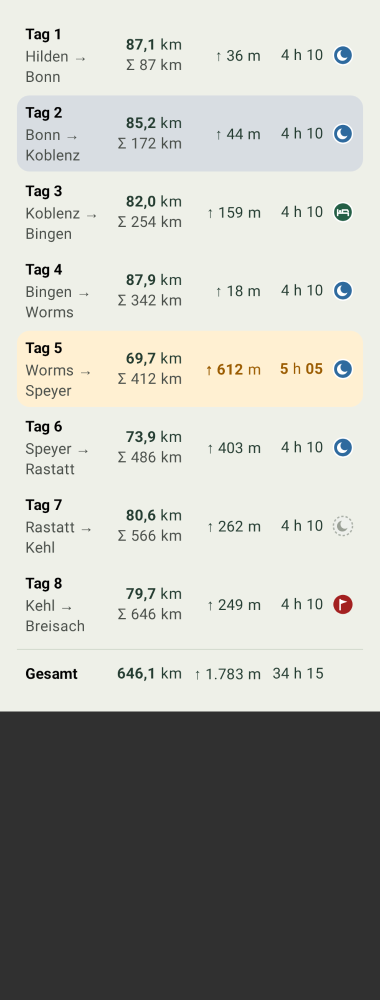 Tag 1
Hilden →
Bonn
87,1 km
Σ 87 km
↑ 36 m
4 h 10
Tag 2
Bonn →
Koblenz
85,2 km
Σ 172 km
↑ 44 m
4 h 10
Tag 3
Koblenz →
Bingen
82,0 km
Σ 254 km
↑ 159 m
4 h 10
Tag 4
Bingen →
Worms
87,9 km
Σ 342 km
↑ 18 m
4 h 10
Tag 5
Worms →
Speyer
69,7 km
Σ 412 km
↑ 612 m
5 h 05
Tag 6
Speyer →
Rastatt
73,9 km
Σ 486 km
↑ 403 m
4 h 10
Tag 7
Rastatt →
Kehl
80,6 km
Σ 566 km
↑ 262 m
4 h 10
Tag 8
Kehl →
Breisach
79,7 km
Σ 646 km
↑ 249 m
4 h 10
Gesamt 646,1 km ↑ 1.783 m 34 h 15